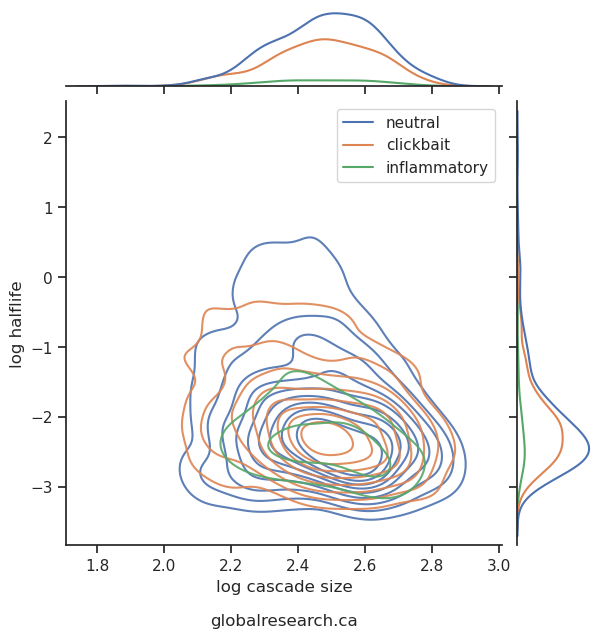 neutral
clickbait
inflammatory
2
1
0
−1
−2
−3
log halflife
1.8 2.0 2.2 2.4 2.6 2.8 3.0
log cascade size
globalresearch.ca